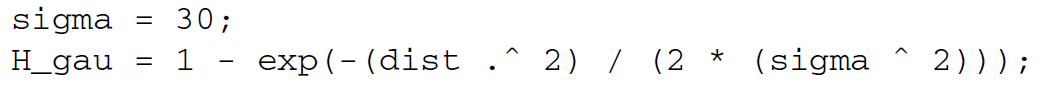 sigma = 30;
H_gau = 1 - exp(-(dist .^ 2) / (2 * (sigma ^ 2)));